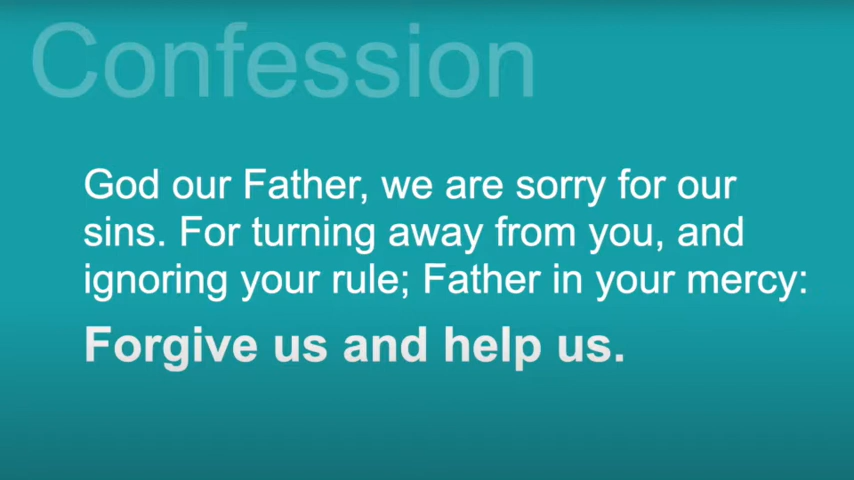 Confession
God our Father, we are sorry for our
sins. For turning away from you, and
ignoring your rule; Father in your mercy:
Forgive us and help us.